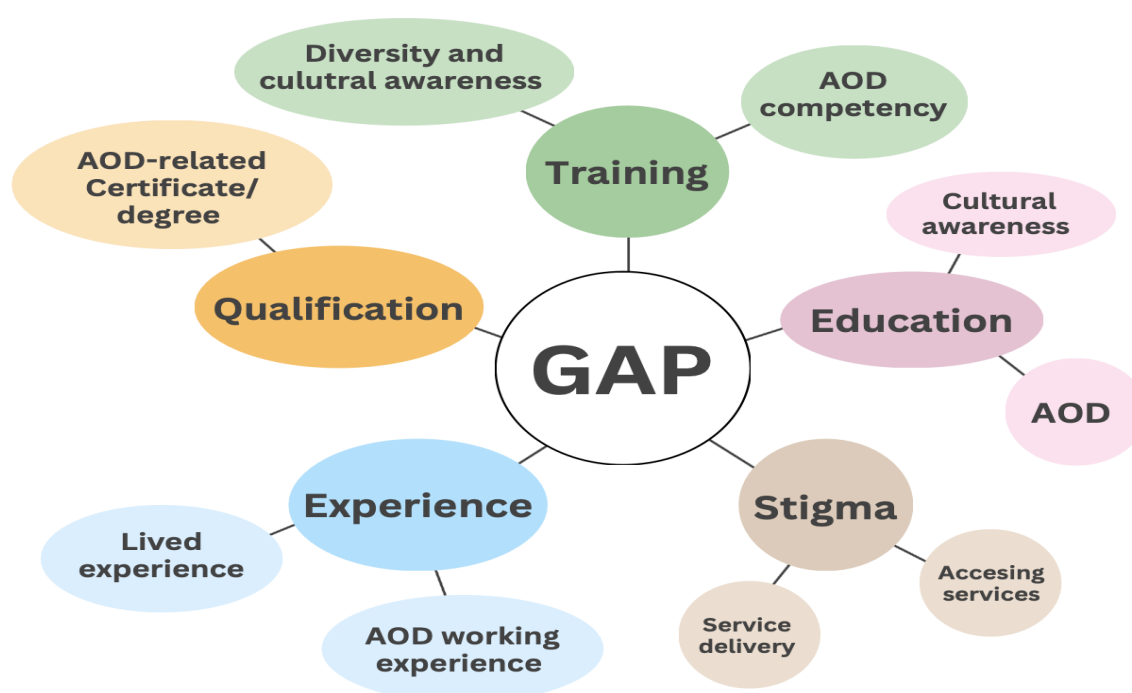 Diversity and
culutral awareness
AOD
competency
Training
AOD-related
Certificate/
degree
Cultural
awareness
Qualification
Education
GAP
AOD
Experience
Stigma
Lived
experience
Accesing
services
AOD working
experience
Service
delivery